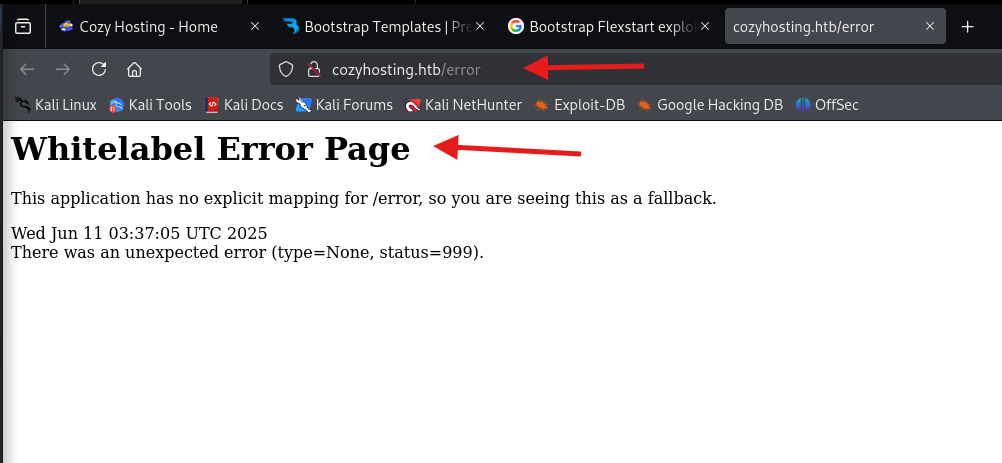 Cozy Hosting - Home
Bootstrap Templates | Pre
Bootstrap Flexstart exploi
cozyhosting.htb/error
cozyhosting.htb/error
Kali Linux
Kali Tools
Kali Docs
Kali Forums
Kali NetHunter
Exploit-DB
Google Hacking DB
OffSec
Whitelabel Error Page
This application has no explicit mapping for /error, so you are seeing this as a fallback.
Wed Jun 11 03:37:05 UTC 2025
There was an unexpected error (type=None, status=999).